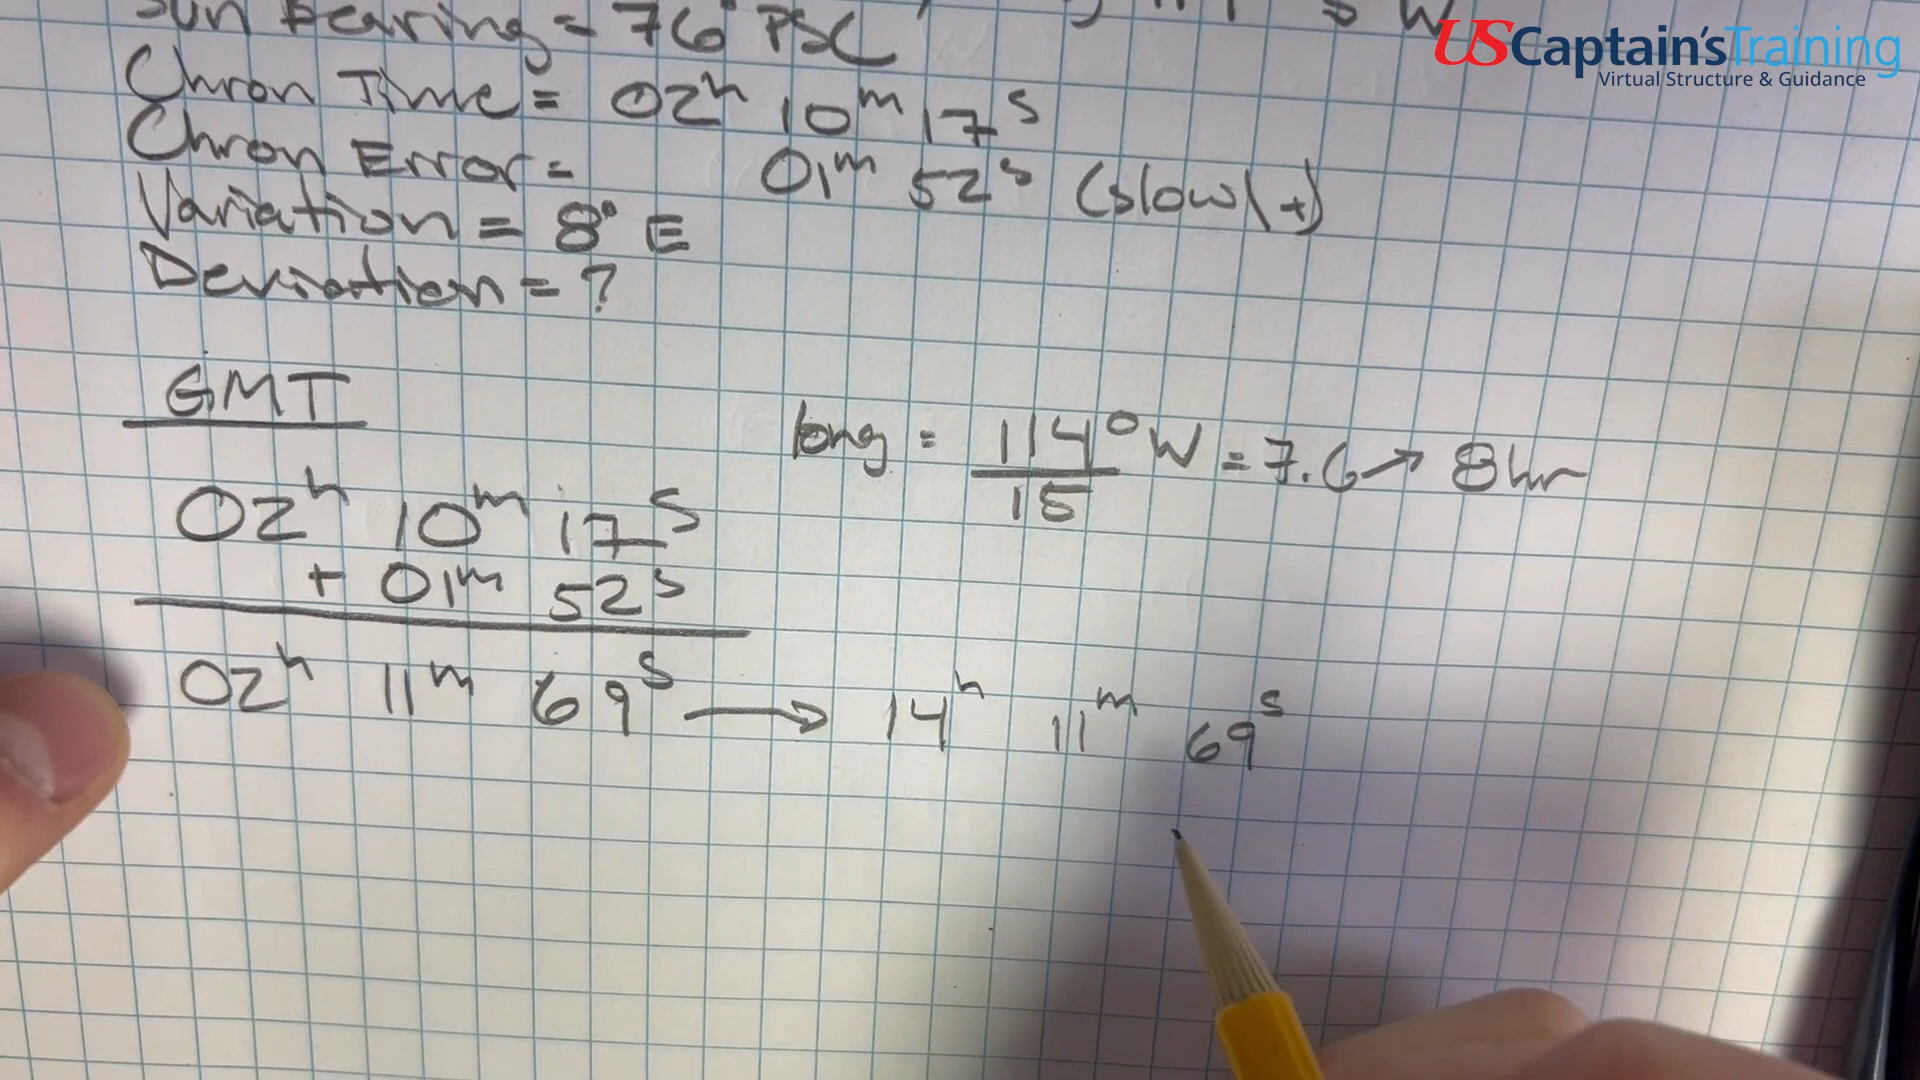 Sun Bearing = 76° PSC
USCaptain'sTraining
Virtual Structure & Guidance
Chron Time = 02h 10m 17s
Chron Error = 01m 52s (slow(+)
Variation = 8° E
Deviation = ?
GMT
long = 114° W = 7.6 → 8hr
15
02h 10m 17s
+ 01m 52s
02h 11m 69s → 14h 11m 69s